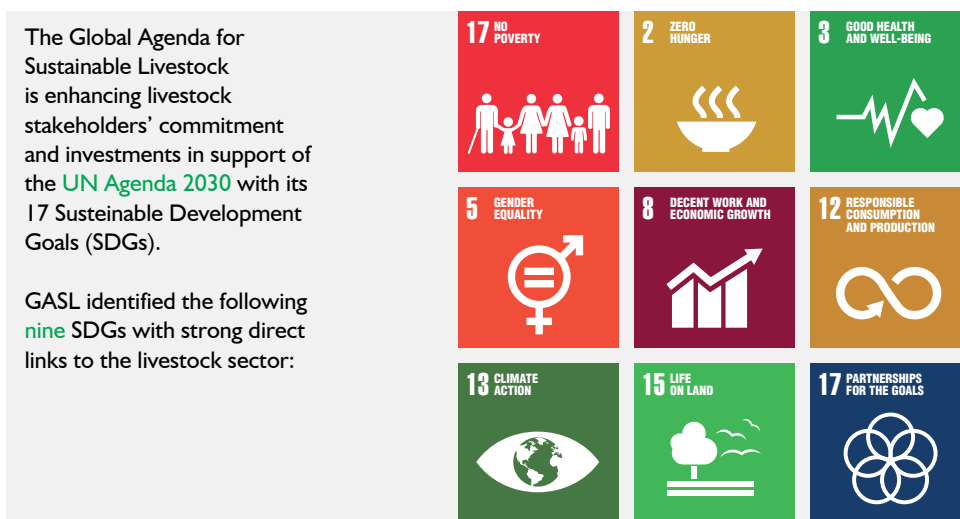 The Global Agenda for
Sustainable Livestock
is enhancing livestock
stakeholders’ commitment
and investments in support of
the UN Agenda 2030 with its
17 Susteinable Development
Goals (SDGs).
GASL identified the following
nine SDGs with strong direct
links to the livestock sector:
17 NO
POVERTY
2 ZERO
HUNGER
3 GOOD HEALTH
AND WELL-BEING
5 GENDER
EQUALITY
8 DECENT WORK AND
ECONOMIC GROWTH
12 RESPONSIBLE
CONSUMPTION
AND PRODUCTION
13 CLIMATE
ACTION
15 LIFE
ON LAND
17 PARTNERSHIPS
FOR THE GOALS